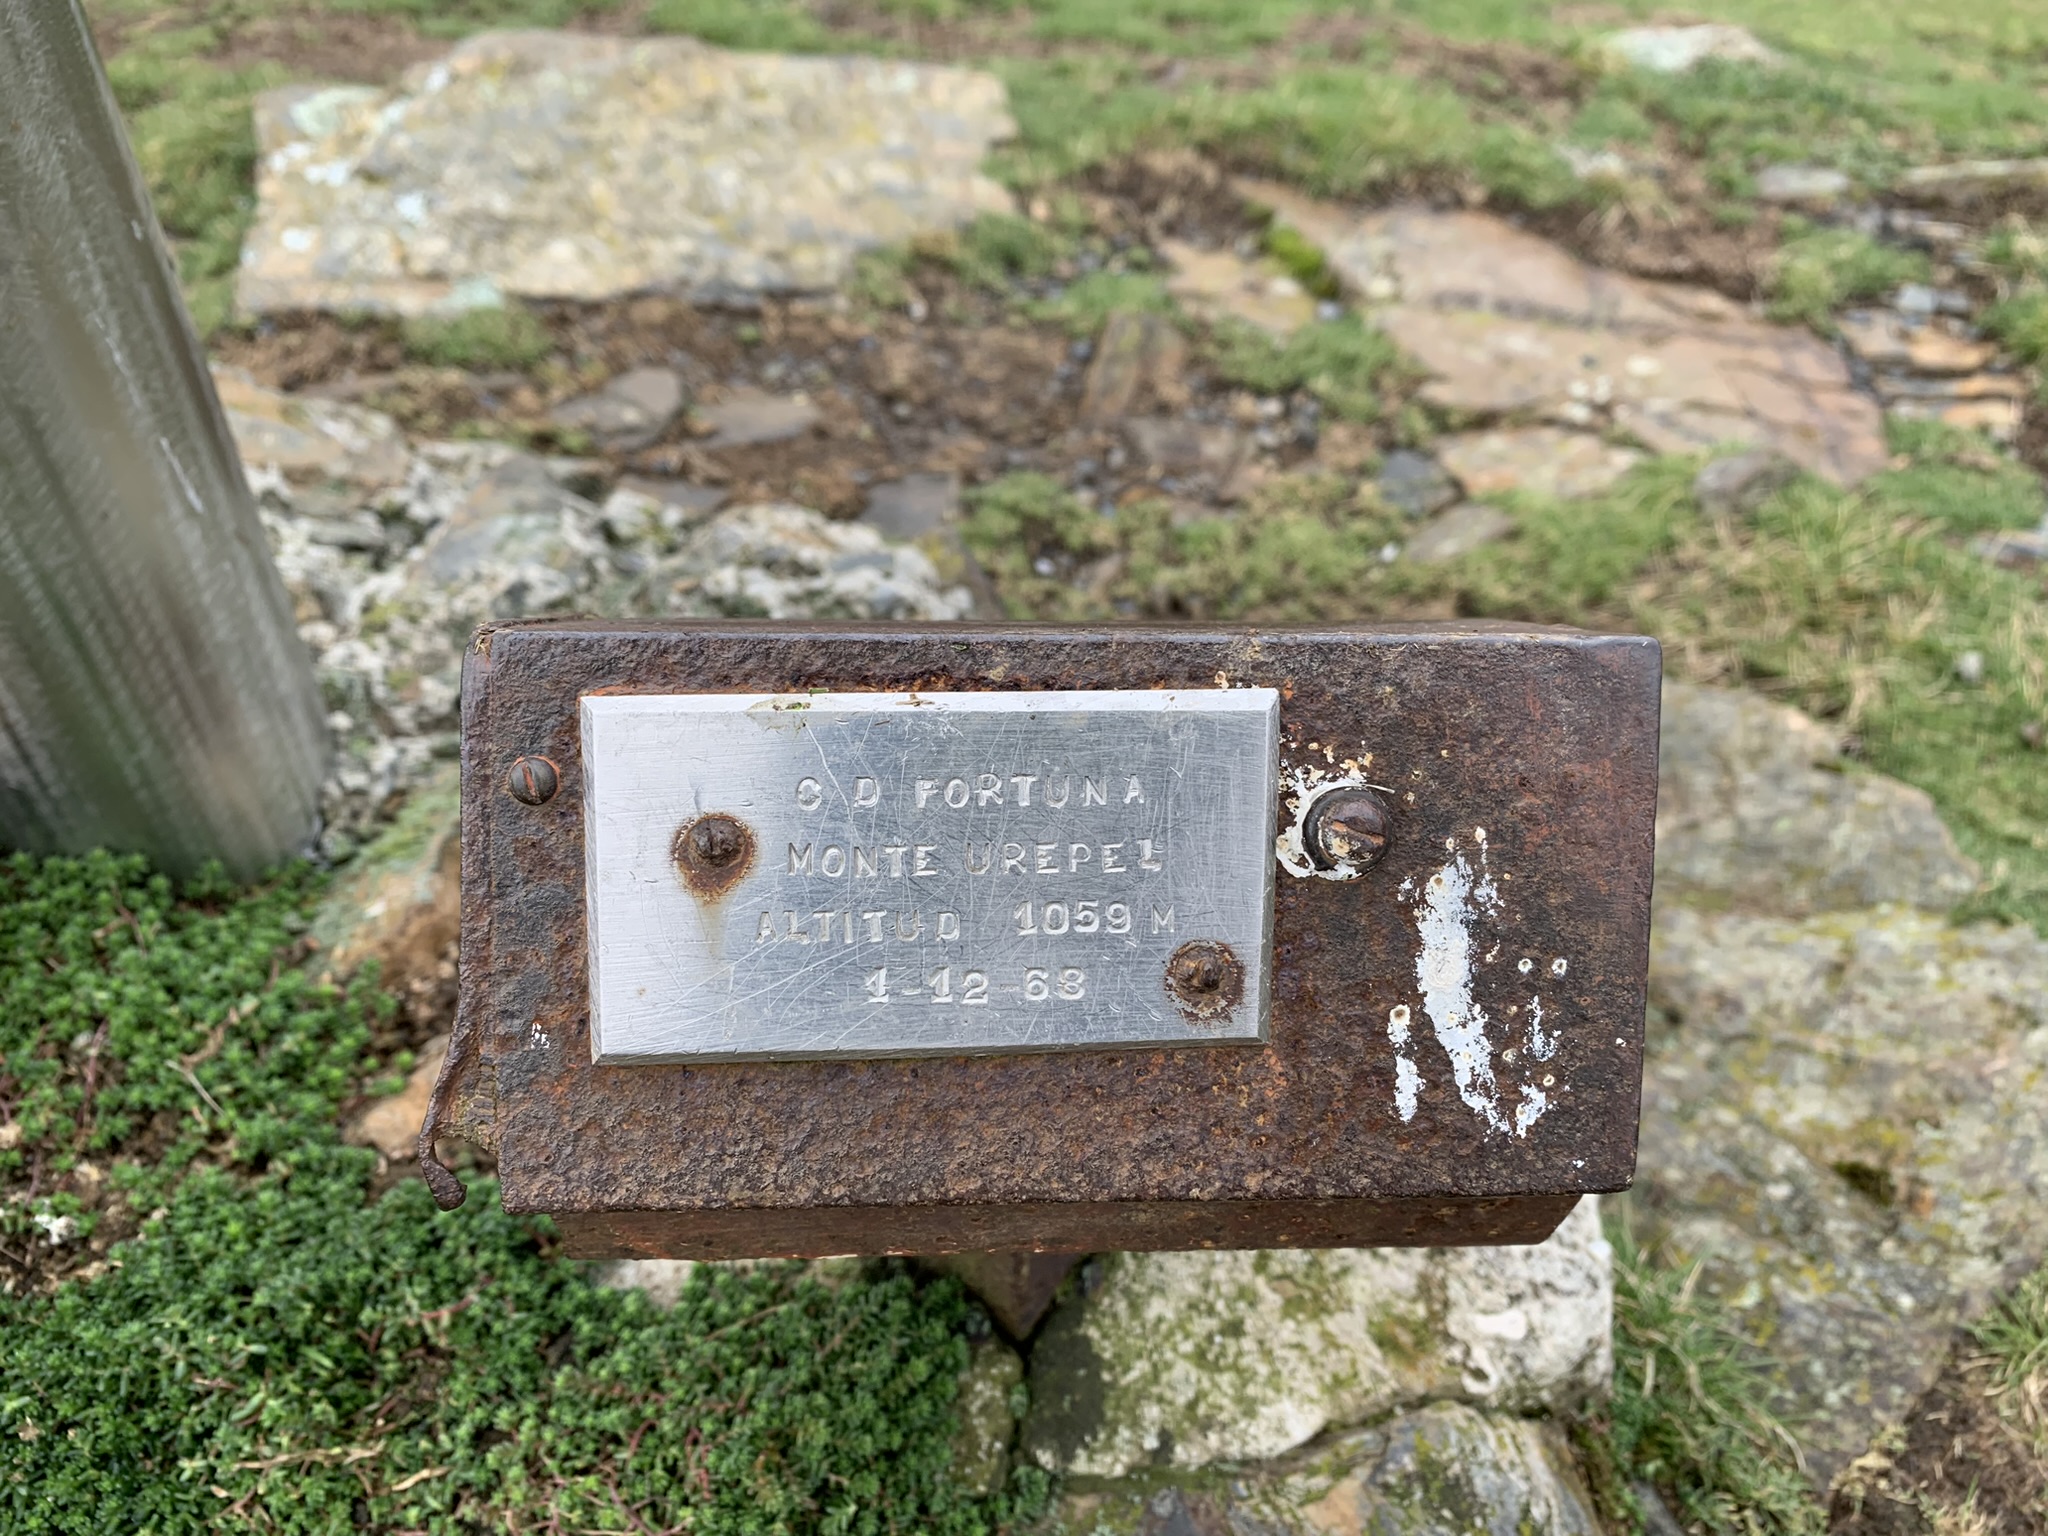 C D FORTUNA
MONTE UREPEL
ALTITUD 1059 M
1-12-68